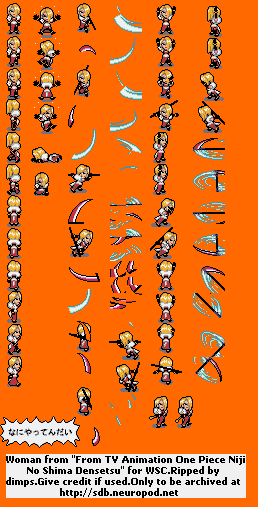 なにやってんだい
Woman from "From TV Animation One Piece Niji
No Shima Densetsu" for WSC.Ripped by
dimps.Give credit if used.Only to be archived at
http://sdb.neuropod.net